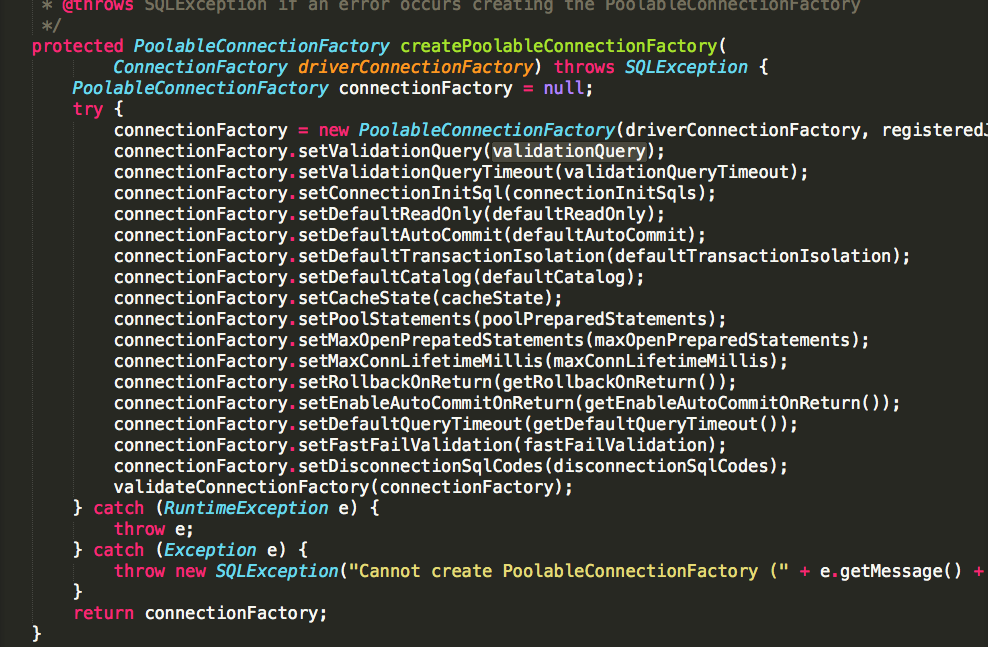 * @throws SQLException if an error occurs creating the PoolableConnectionFactory
*/
protected PoolableConnectionFactory createPoolableConnectionFactory(
ConnectionFactory driverConnectionFactory) throws SQLException {
PoolableConnectionFactory connectionFactory = null;
try {
connectionFactory = new PoolableConnectionFactory(driverConnectionFactory, registeredJ
connectionFactory.setValidationQuery(validationQuery);
connectionFactory.setValidationQueryTimeout(validationQueryTimeout);
connectionFactory.setConnectionInitSql(connectionInitSqls);
connectionFactory.setDefaultReadOnly(defaultReadOnly);
connectionFactory.setDefaultAutoCommit(defaultAutoCommit);
connectionFactory.setDefaultTransactionIsolation(defaultTransactionIsolation);
connectionFactory.setDefaultCatalog(defaultCatalog);
connectionFactory.setCacheState(cacheState);
connectionFactory.setPoolStatements(poolPreparedStatements);
connectionFactory.setMaxOpenPrepatedStatements(maxOpenPreparedStatements);
connectionFactory.setMaxConnLifetimeMillis(maxConnLifetimeMillis);
connectionFactory.setRollbackOnReturn(getRollbackOnReturn());
connectionFactory.setEnableAutoCommitOnReturn(getEnableAutoCommitOnReturn());
connectionFactory.setDefaultQueryTimeout(getDefaultQueryTimeout());
connectionFactory.setFastFailValidation(fastFailValidation);
connectionFactory.setDisconnectionSqlCodes(disconnectionSqlCodes);
validateConnectionFactory(connectionFactory);
} catch (RuntimeException e) {
throw e;
} catch (Exception e) {
throw new SQLException("Cannot create PoolableConnectionFactory (" + e.getMessage() +
}
return connectionFactory;
}